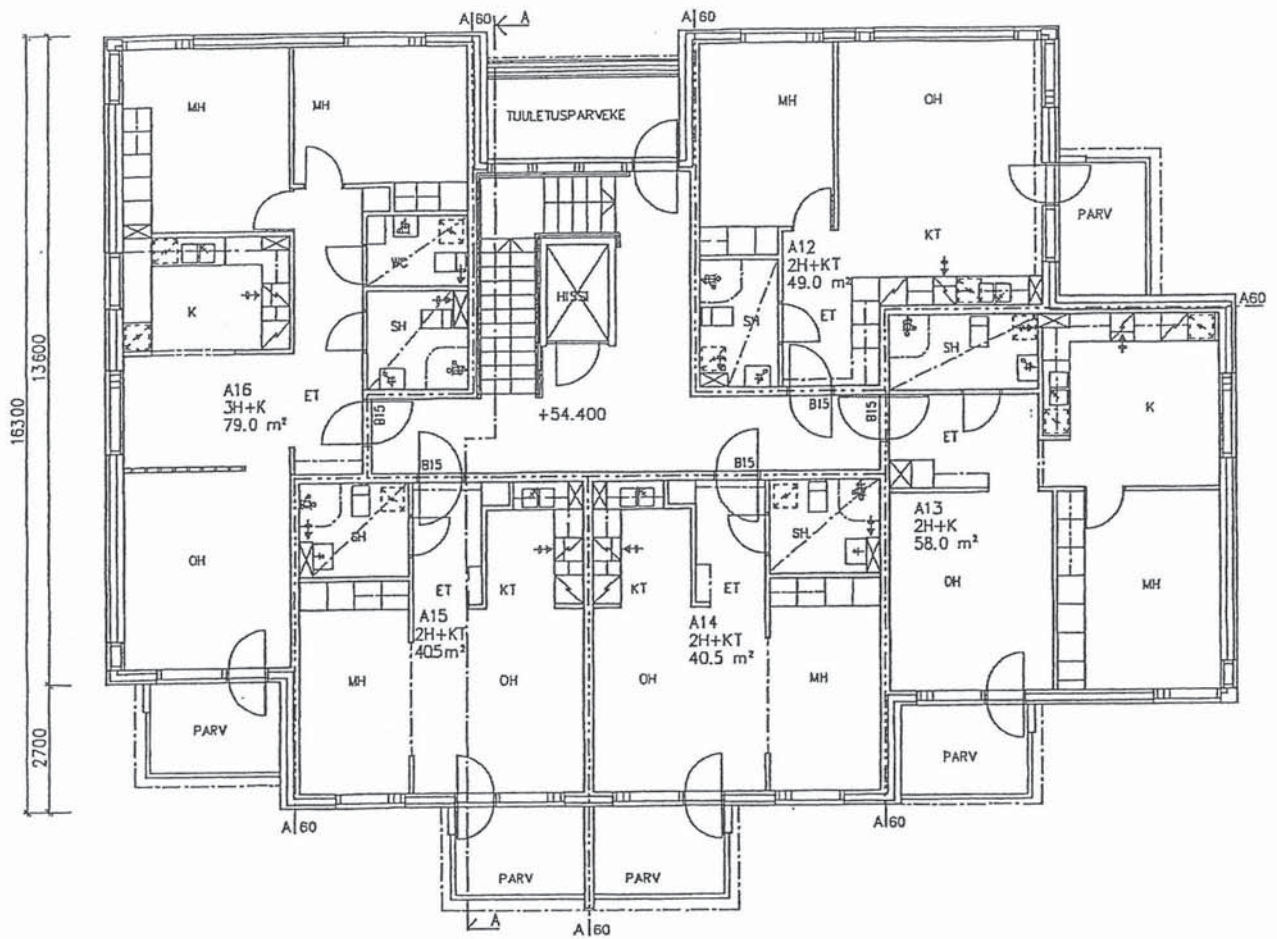 A 60
A
A 60
MH
MH
TUULETUSPARVEKE
MH
OH
PARV
KT
A12
2H+KT
49.0 m²
WC
HISSI
A60
K
SH
SH
ET
SH
13600
16300
A16
3H+K
79.0 m²
ET
B15
+54.400
B15
B15
K
ET
B15
B15
SH
SH
A13
2H+K
58.0 m²
OH
ET
KT
KT
ET
OH
MH
A15
2H+KT
40.5m²
A14
2H+KT
40.5 m²
MH
OH
OH
MH
2700
PARV
PARV
A 60
A 60
PARV
PARV
A
A 60